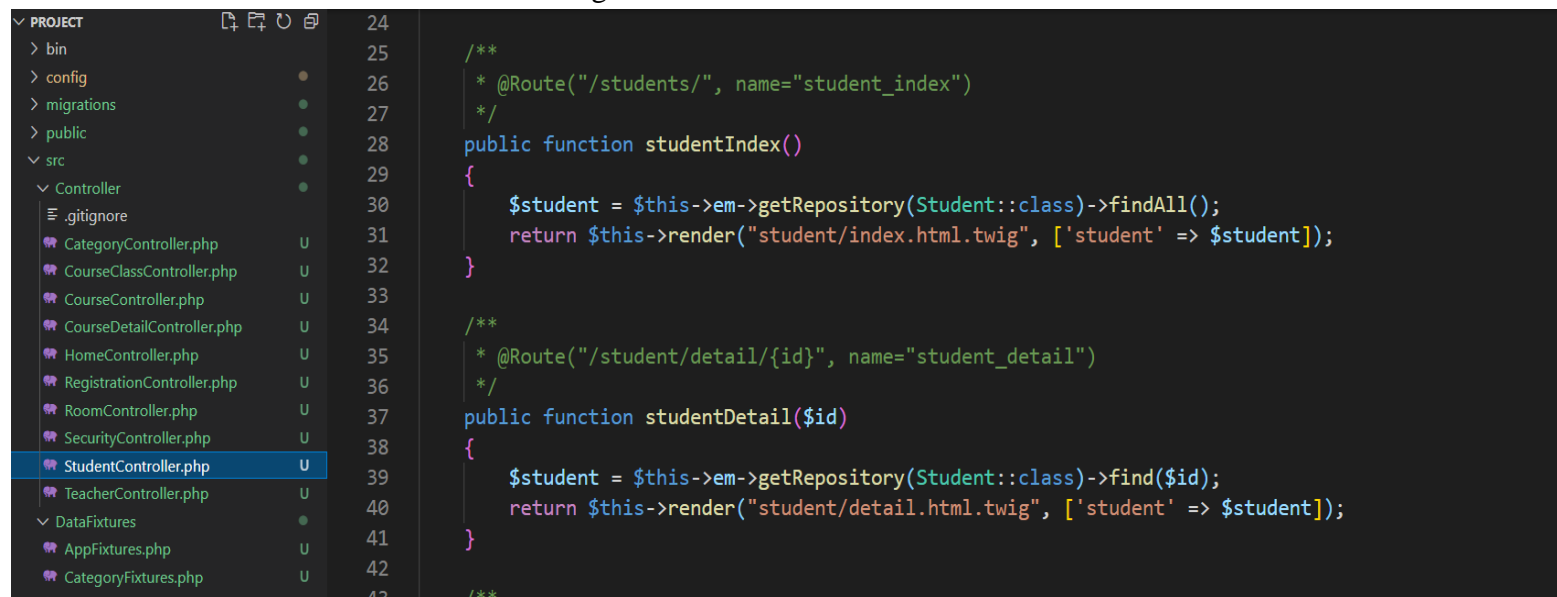 PROJECT
bin
config
migrations
public
src
Controller
.gitignore
CategoryController.php U
CourseClassController.php U
CourseController.php U
CourseDetailController.php U
HomeController.php U
RegistrationController.php U
RoomController.php U
SecurityController.php U
StudentController.php U
TeacherController.php U
DataFixtures
AppFixtures.php U
CategoryFixtures.php U
24
25 /**
26 * @Route("/students/", name="student_index")
27 */
28 public function studentIndex()
29 {
30 $student = $this->em->getRepository(Student::class)->findAll();
31 return $this->render("student/index.html.twig", ['student' => $student]);
32 }
33
34 /**
35 * @Route("/student/detail/{id}", name="student_detail")
36 */
37 public function studentDetail($id)
38 {
39 $student = $this->em->getRepository(Student::class)->find($id);
40 return $this->render("student/detail.html.twig", ['student' => $student]);
41 }
42
43 /**